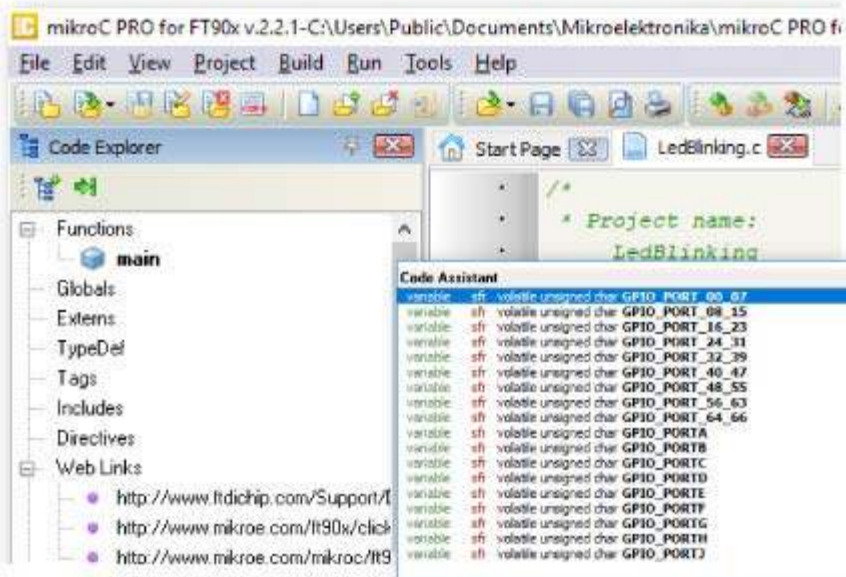 mikroC PRO for FT90x v.2.2.1-C:\Users\Public\Documents\Mikroelektronika\mikroC PRO f
File Edit View Project Build Run Tools Help
Code Explorer
Start Page LedBlinking.c
/*
* Project name:
LedBlinking
Functions
main
Globals
Externs
TypeDef
Tags
Includes
Directives
Web Links
http://www.ftdichip.com/Support/
http://www.mikroe.com/ft90x/click
http://www.mikroe.com/mikroc/ft9
Code Assistant
variable sfr volatile unsigned char GPIO_PORT_00_07
variable sfr volatile unsigned char GPIO_PORT_08_15
variable sfr volatile unsigned char GPIO_PORT_16_23
variable sfr volatile unsigned char GPIO_PORT_24_31
variable sfr volatile unsigned char GPIO_PORT_32_39
variable sfr volatile unsigned char GPIO_PORT_40_47
variable sfr volatile unsigned char GPIO_PORT_48_55
variable sfr volatile unsigned char GPIO_PORT_56_63
variable sfr volatile unsigned char GPIO_PORT_64_66
variable sfr volatile unsigned char GPIO_PORTA
variable sfr volatile unsigned char GPIO_PORTB
variable sfr volatile unsigned char GPIO_PORTC
variable sfr volatile unsigned char GPIO_PORTD
variable sfr volatile unsigned char GPIO_PORTE
variable sfr volatile unsigned char GPIO_PORTF
variable sfr volatile unsigned char GPIO_PORTG
variable sfr volatile unsigned char GPIO_PORTH
variable sfr volatile unsigned char GPIO_PORTJ